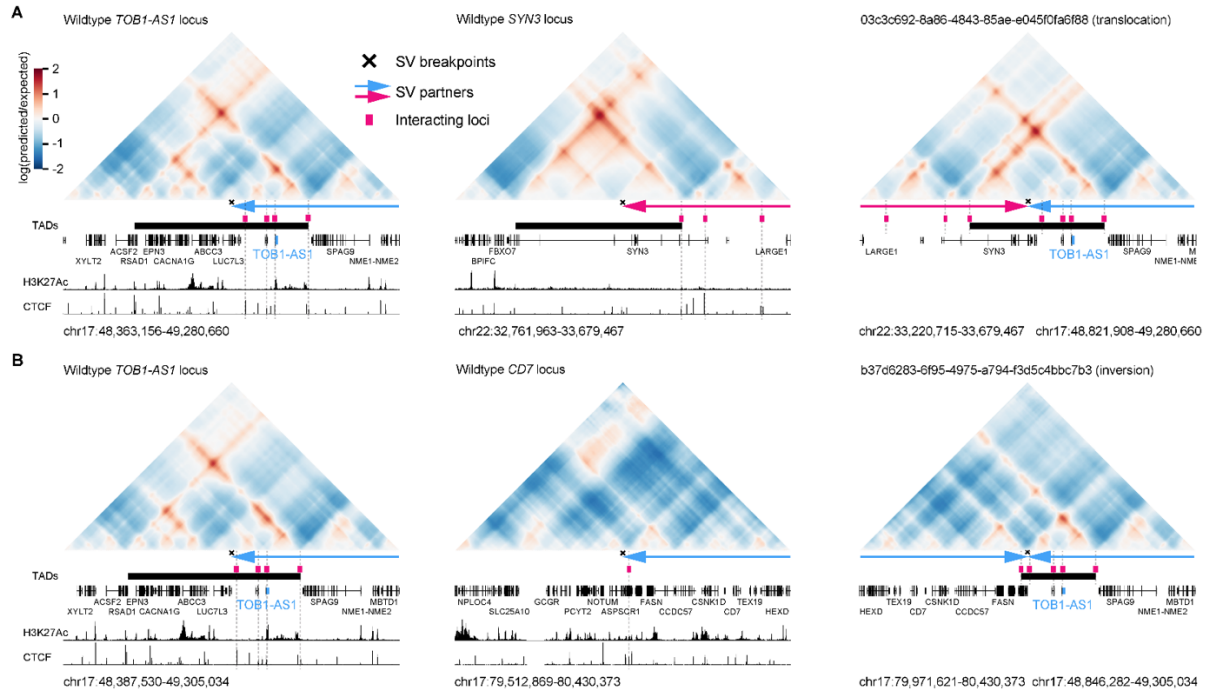 A
Wildtype TOB1-AS1 locus
Wildtype SYN3 locus
03c3c692-8a86-4843-85ae-e045f0fa6f88 (translocation)
log(predicted/expected)
2
1
0
-1
-2
SV breakpoints
SV partners
Interacting loci
TADs
ACSF2 EPN3 ABCC3 SPAG9
XYLT2 RSAD1 CACNA1G LUC7L3 TOB1-AS1 NME1-NME2
FBXO7 SYN3 LARGE1
BPIFC
LARGE1 SYN3 TOB1-AS1 SPAG9
NME1-NME2
H3K27Ac
CTCF
chr17:48,363,156-49,280,660
chr22:32,761,963-33,679,467
chr22:33,220,715-33,679,467 chr17:48,821,908-49,280,660
B
Wildtype TOB1-AS1 locus
Wildtype CD7 locus
b37d6283-6f95-4975-a794-f3d5c4bbc7b3 (inversion)
TADs
ACSF2 EPN3 ABCC3 SPAG9 MBTD1
XYLT2 RSAD1 CACNA1G LUC7L3 TOB1-AS1 NME1-NME2
NPLOC4 GCGR NOTUM FASN CSNK1D TEX19
SLC25A10 PCYT2 ASPSCR1 CCDC57 CD7 HEXD
TEX19 CSNK1D FASN SPAG9 MBTD1
HEXD CD7 CCDC57 TOB1-AS1 NME1-NME2
H3K27Ac
CTCF
chr17:48,387,530-49,305,034
chr17:79,512,869-80,430,373
chr17:79,971,621-80,430,373 chr17:48,846,282-49,305,034